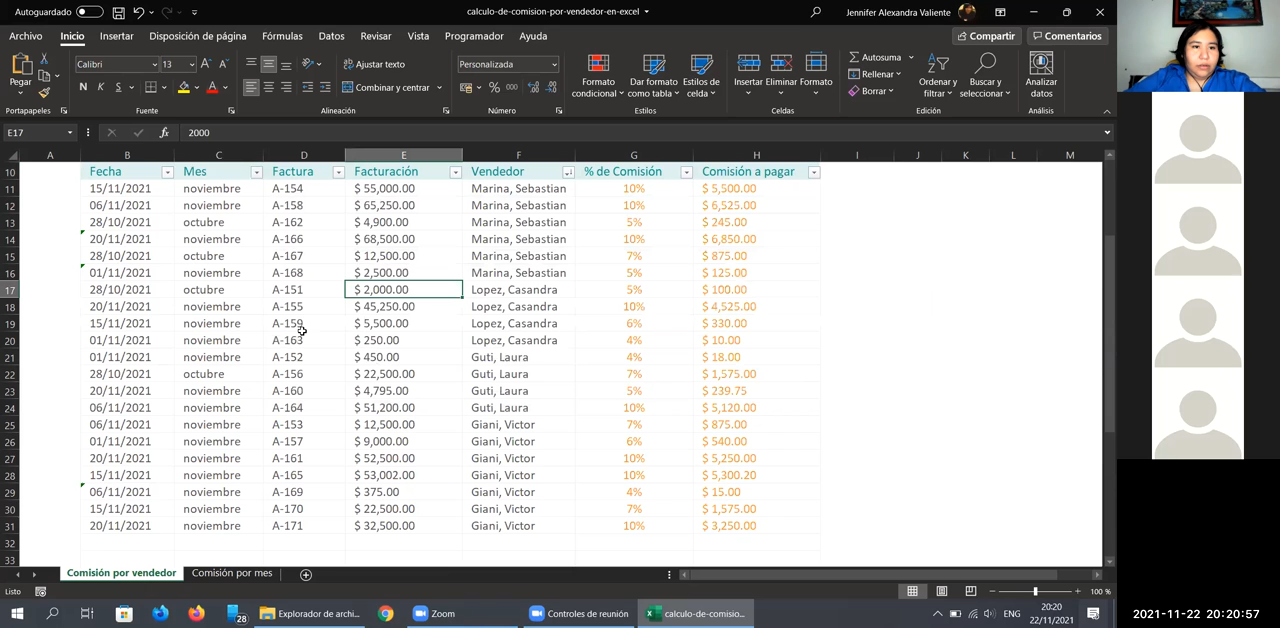 Autoguardado calculo-de-comision-por-vendedor-en-excel Jennifer Alexandra Valiente
Archivo Inicio Insertar Disposición de página Fórmulas Datos Revisar Vista Programador Ayuda Compartir Comentarios
Pegar Calibri 13 Ajustar texto Personalizada Formato condicional Dar formato como tabla Estilos de celda Insertar Eliminar Formato Autosuma Rellenar Borrar Ordenar y filtrar Buscar y seleccionar Analizar datos
N K S Combinar y centrar % 000
Portapapeles Fuente Alineación Número Estilos Celdas Edición Análisis
E17 fx 2000
A B C D E F G H I J K L M
10 Fecha Mes Factura Facturación Vendedor % de Comisión Comisión a pagar
11 15/11/2021 noviembre A-154 $ 55,000.00 Marina, Sebastian 10% $ 5,500.00
12 06/11/2021 noviembre A-158 $ 65,250.00 Marina, Sebastian 10% $ 6,525.00
13 28/10/2021 octubre A-162 $ 4,900.00 Marina, Sebastian 5% $ 245.00
14 20/11/2021 noviembre A-166 $ 68,500.00 Marina, Sebastian 10% $ 6,850.00
15 28/10/2021 octubre A-167 $ 12,500.00 Marina, Sebastian 7% $ 875.00
16 01/11/2021 noviembre A-168 $ 2,500.00 Marina, Sebastian 5% $ 125.00
17 28/10/2021 octubre A-151 $ 2,000.00 Lopez, Casandra 5% $ 100.00
18 20/11/2021 noviembre A-155 $ 45,250.00 Lopez, Casandra 10% $ 4,525.00
19 15/11/2021 noviembre A-159 $ 5,500.00 Lopez, Casandra 6% $ 330.00
20 01/11/2021 noviembre A-163 $ 250.00 Lopez, Casandra 4% $ 10.00
21 01/11/2021 noviembre A-152 $ 450.00 Guti, Laura 4% $ 18.00
22 28/10/2021 octubre A-156 $ 22,500.00 Guti, Laura 7% $ 1,575.00
23 20/11/2021 noviembre A-160 $ 4,795.00 Guti, Laura 5% $ 239.75
24 06/11/2021 noviembre A-164 $ 51,200.00 Guti, Laura 10% $ 5,120.00
25 06/11/2021 noviembre A-153 $ 12,500.00 Giani, Victor 7% $ 875.00
26 01/11/2021 noviembre A-157 $ 9,000.00 Giani, Victor 6% $ 540.00
27 20/11/2021 noviembre A-161 $ 52,500.00 Giani, Victor 10% $ 5,250.00
28 15/11/2021 noviembre A-165 $ 53,002.00 Giani, Victor 10% $ 5,300.20
29 06/11/2021 noviembre A-169 $ 375.00 Giani, Victor 4% $ 15.00
30 15/11/2021 noviembre A-170 $ 22,500.00 Giani, Victor 7% $ 1,575.00
31 20/11/2021 noviembre A-171 $ 32,500.00 Giani, Victor 10% $ 3,250.00
32
33
Comisión por vendedor Comisión por mes
Listo 100 %
28 Explorador de archi... Zoom Controles de reunión calculo-de-comisio... ENG 20:20
22/11/2021
2021-11-22 20:20:57